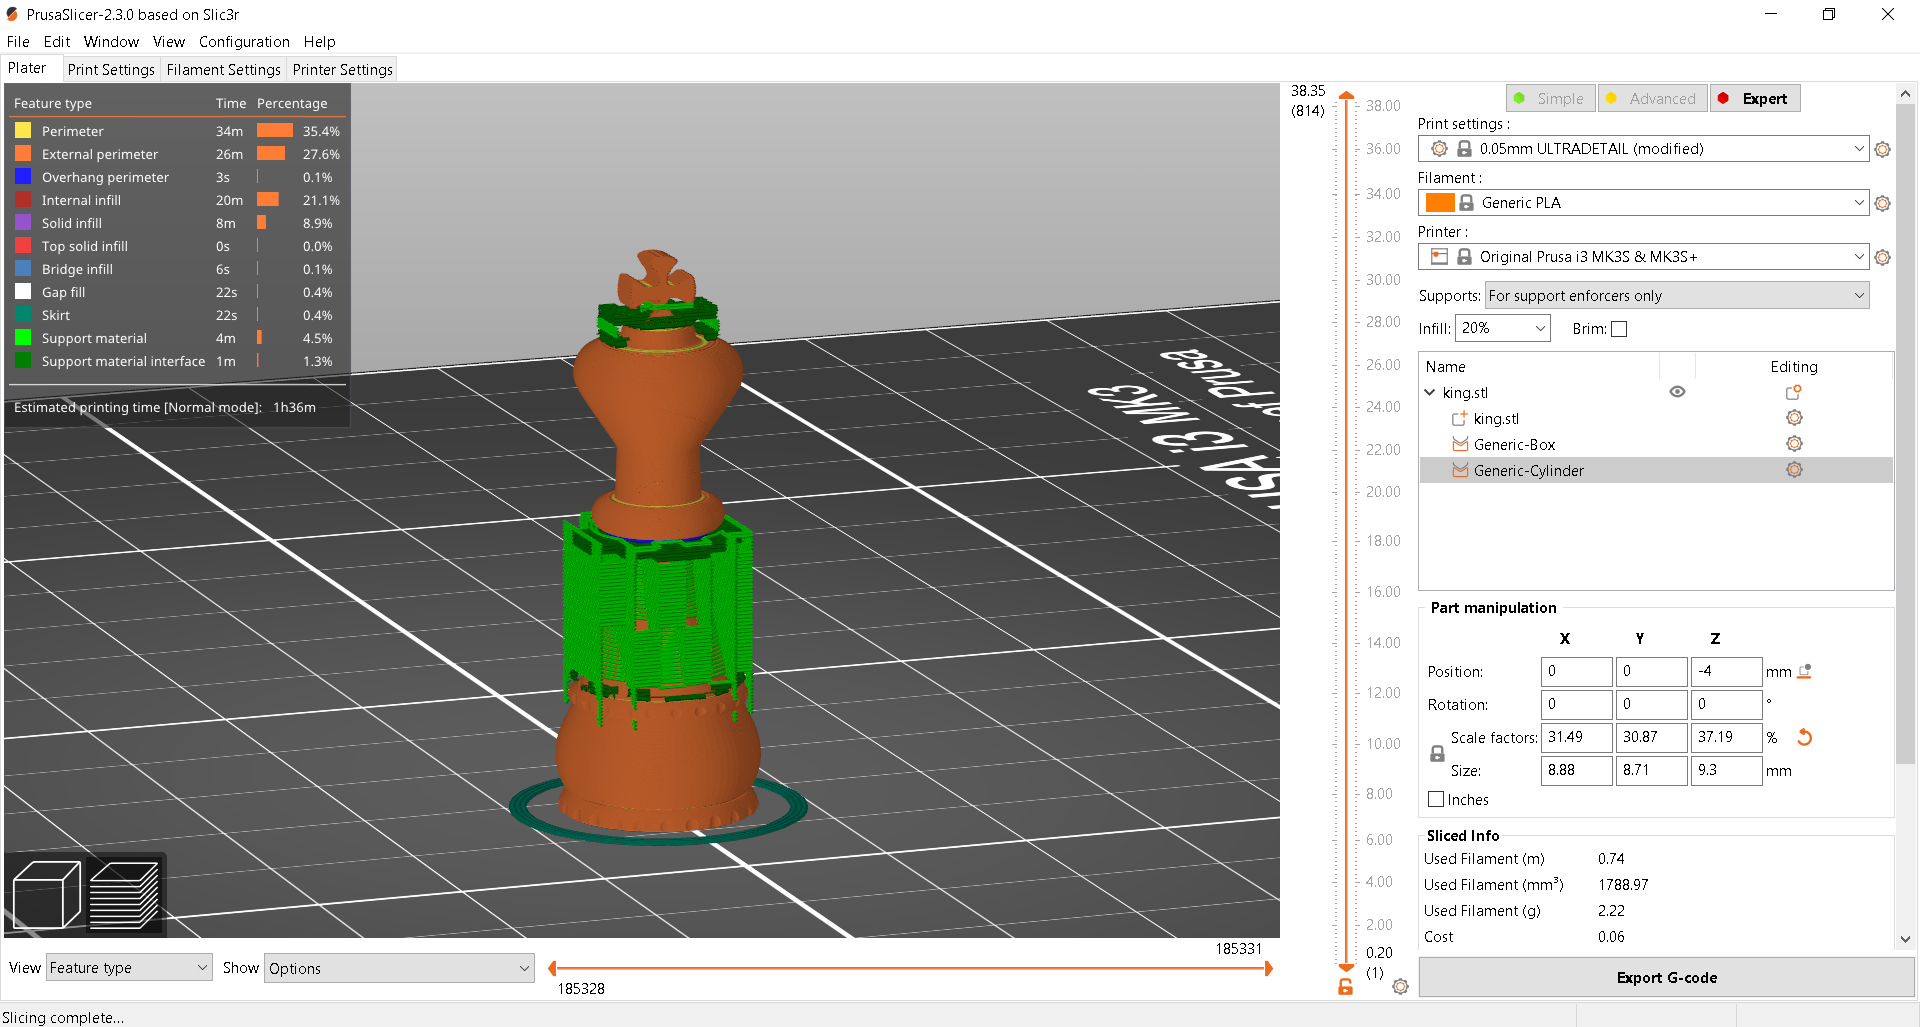 PrusaSlicer-2.3.0 based on Slic3r
File Edit Window View Configuration Help
Plater Print Settings Filament Settings Printer Settings
Feature type Time Percentage
Perimeter 34m 35.4%
External perimeter 26m 27.6%
Overhang perimeter 3s 0.1%
Internal infill 20m 21.1%
Solid infill 8m 8.9%
Top solid infill 0s 0.0%
Bridge infill 6s 0.1%
Gap fill 22s 0.4%
Skirt 22s 0.4%
Support material 4m 4.5%
Support material interface 1m 1.3%
Estimated printing time [Normal mode]: 1h36m
of Prusa
USA i3 MK3
38.35
(814)
38.00
36.00
34.00
32.00
30.00
28.00
26.00
24.00
22.00
20.00
18.00
16.00
14.00
12.00
10.00
8.00
6.00
4.00
2.00
0.20
(1)
View Feature type Show Options
185331
185328
Simple Advanced Expert
Print settings :
0.05mm ULTRADETAIL (modified)
Filament :
Generic PLA
Printer :
Original Prusa i3 MK3S & MK3S+
Supports: For support enforcers only
Infill: 20% Brim:
Name Editing
king.stl
king.stl
Generic-Box
Generic-Cylinder
Part manipulation
X Y Z
Position: 0 0 -4 mm
Rotation: 0 0 0 °
Scale factors: 31.49 30.87 37.19 %
Size: 8.88 8.71 9.3 mm
Inches
Sliced Info
Used Filament (m) 0.74
Used Filament (mm³) 1788.97
Used Filament (g) 2.22
Cost 0.06
Export G-code
Slicing complete...